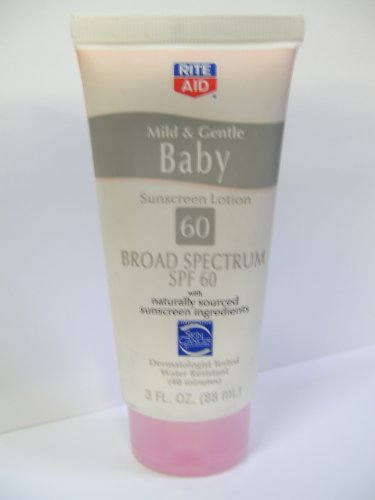 RITE
AID
Mild & Gentle
Baby
Sunscreen Lotion
60
BROAD SPECTRUM
SPF 60
with
naturally sourced
sunscreen ingredients
SKIN
CANCER
Dermatologist Tested
Water Resistant
(40 minutes)
3 FL. OZ. (88 mL)